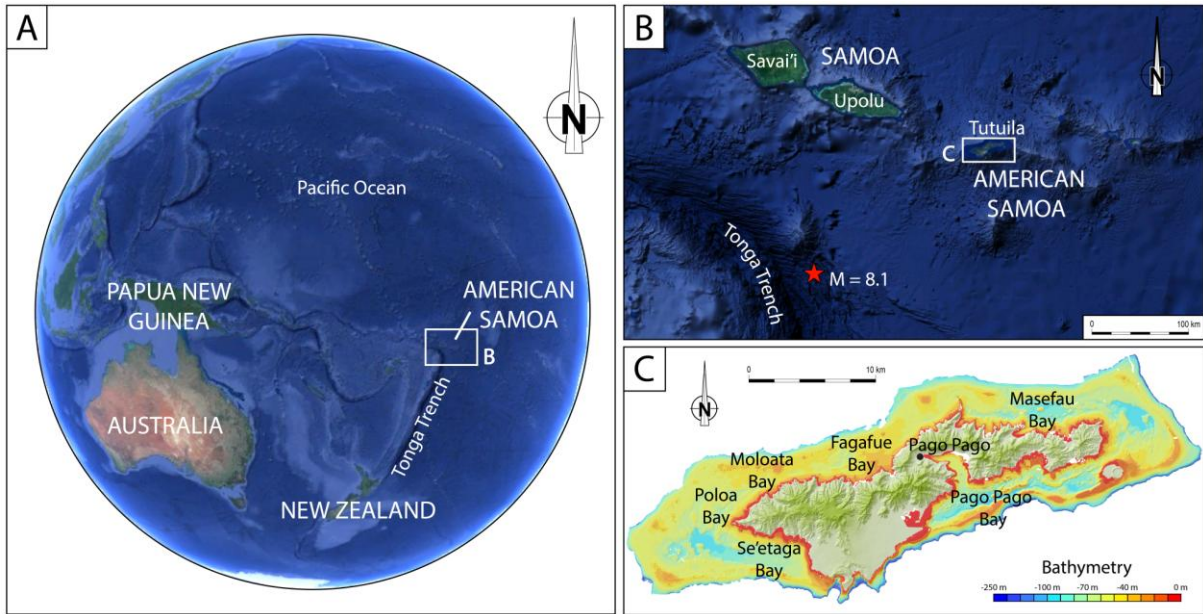 A
N
Pacific Ocean
PAPUA NEW
GUINEA
AMERICAN
SAMOA
B
AUSTRALIA
Tonga Trench
NEW ZEALAND
B
N
Savai'i
SAMOA
Upolu
Tutuila
C
AMERICAN
SAMOA
Tonga Trench
M = 8.1
0
100 km
C
N
0
10 km
Masefau
Bay
Fagafue
Bay
Pago Pago
Moloata
Bay
Poloa
Bay
Pago Pago
Bay
Se'etaga
Bay
Bathymetry
-250 m
-100 m
-70 m
-40 m
0 m